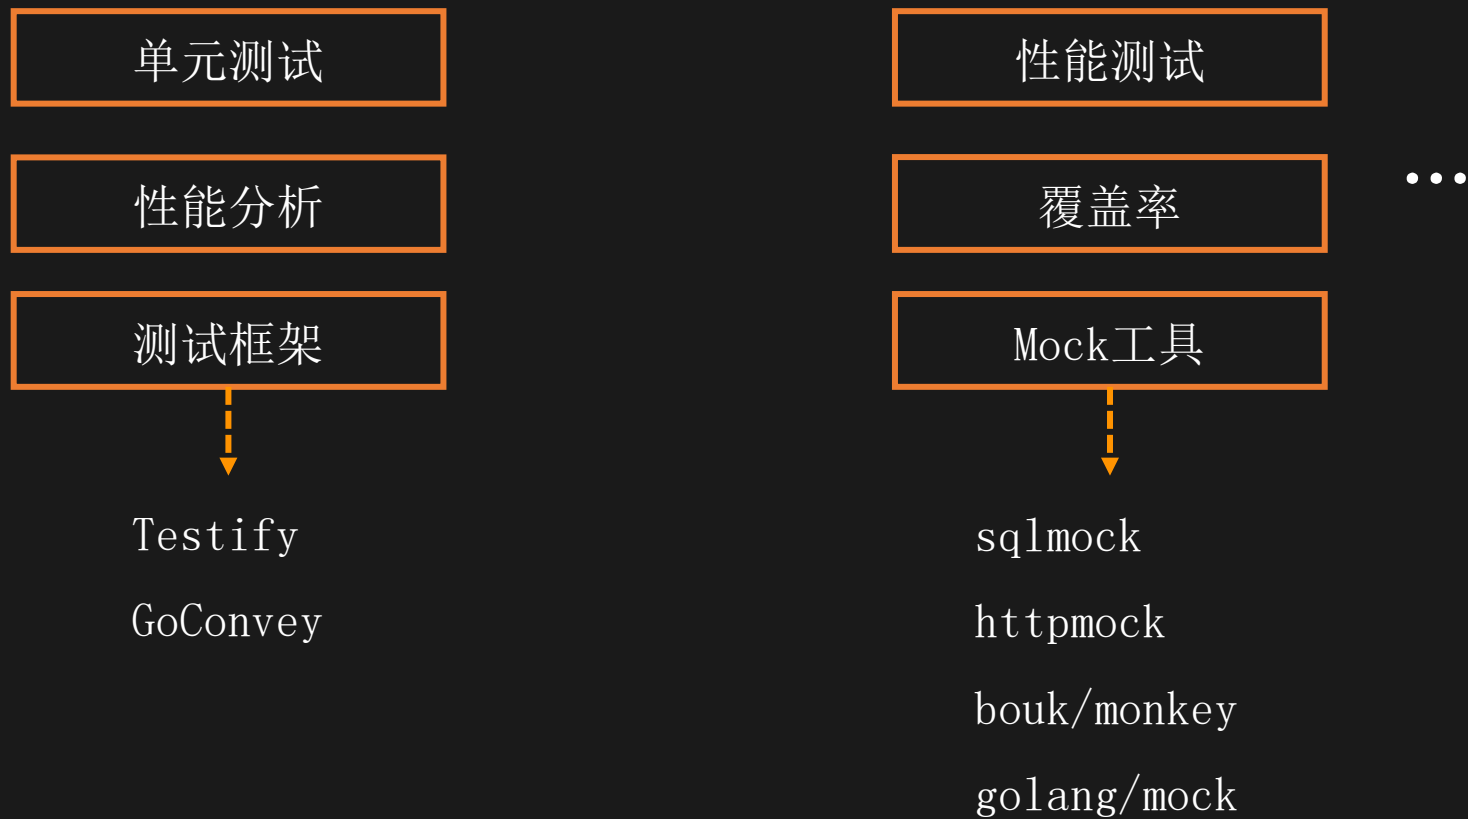 单元测试
性能测试
性能分析
覆盖率
...
测试框架
Mock工具
Testify
sqlmock
GoConvey
httpmock
bouk/monkey
golang/mock